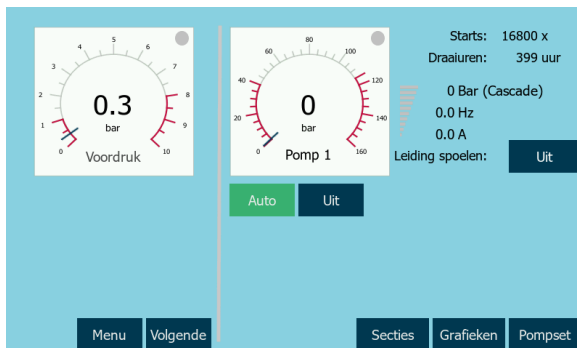 0
1
2
3
4
5
6
7
8
9
10
0.3
bar
Voordruk
0
20
40
60
80
100
120
140
160
0
bar
Pomp 1
Starts: 16800 x
Draaiuren: 399 uur
0 Bar (Cascade)
0.0 Hz
0.0 A
Leiding spoelen: Uit
Auto Uit
Menu Volgende Secties Grafieken Pompset